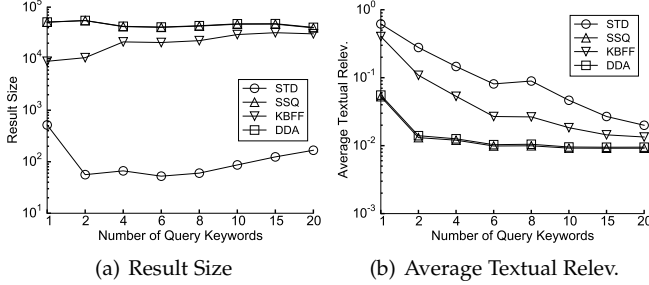 10^5
10^4
10^3
10^2
10^1
Result Size
STD
SSQ
KBFF
DDA
1 2 4 6 8 10 15 20
Number of Query Keywords
(a) Result Size
10^0
10^-1
10^-2
10^-3
Average Textual Relev.
STD
SSQ
KBFF
DDA
1 2 4 6 8 10 15 20
Number of Query Keywords
(b) Average Textual Relev.